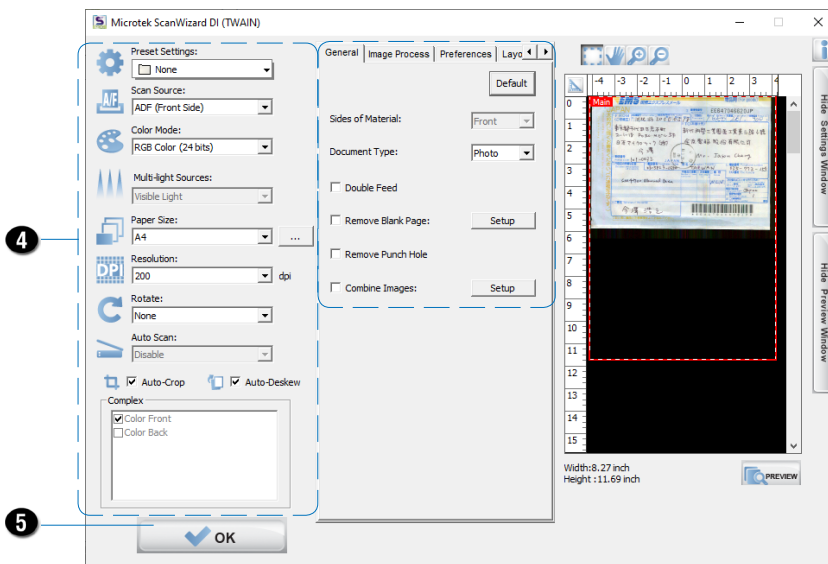 Microtek ScanWizard DI (TWAIN)
Preset Settings:
None
Scan Source:
A/F
ADF (Front Side)
Color Mode:
RGB Color (24 bits)
Multi-light Sources:
Visible Light
Paper Size:
4
A4
...
Resolution:
DPI
200
dpi
Rotate:
None
Auto Scan:
Disable
Auto-Crop
Auto-Deskew
Complex
Color Front
Color Back
5
OK
General
Image Process
Preferences
Default
Sides of Material:
Front
Document Type:
Photo
Double Feed
Remove Blank Page:
Setup
Remove Punch Hole
Combine Images:
Setup
-4 -3 -2 -1 0 1 2 3 4
0
1
2
3
4
5
6
7
8
9
10
11
12
13
14
15
Main
EMS
Width:8.27 inch
Height :11.69 inch
PREVIEW
Hide Settings Window
Hide Preview Window